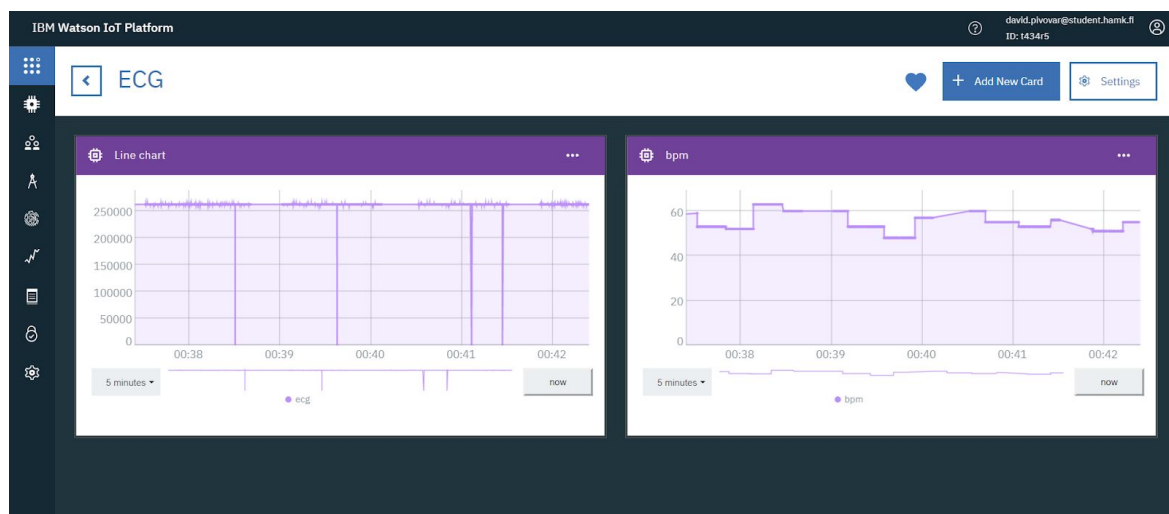 IBM Watson IoT Platform
david.pivovar@student.hamk.fi
ID: t434r5
ECG
+ Add New Card
Settings
Line chart
250000
200000
150000
100000
50000
0
00:38 00:39 00:40 00:41 00:42
5 minutes
now
ecg
bpm
60
40
20
0
00:38 00:39 00:40 00:41 00:42
5 minutes
now
bpm